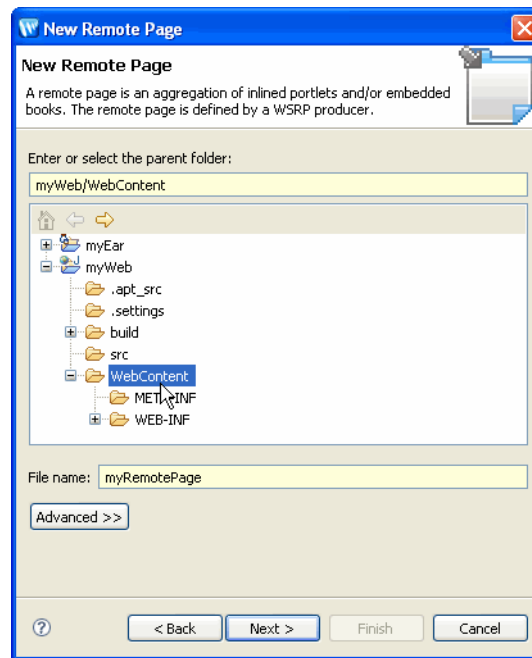 New Remote Page
New Remote Page
A remote page is an aggregation of inlined portlets and/or embedded
books. The remote page is defined by a WSRP producer.
Enter or select the parent folder:
myWeb/WebContent
myEar
myWeb
.apt_src
.settings
build
src
WebContent
META-INF
WEB-INF
File name: myRemotePage
Advanced >>
< Back Next > Finish Cancel